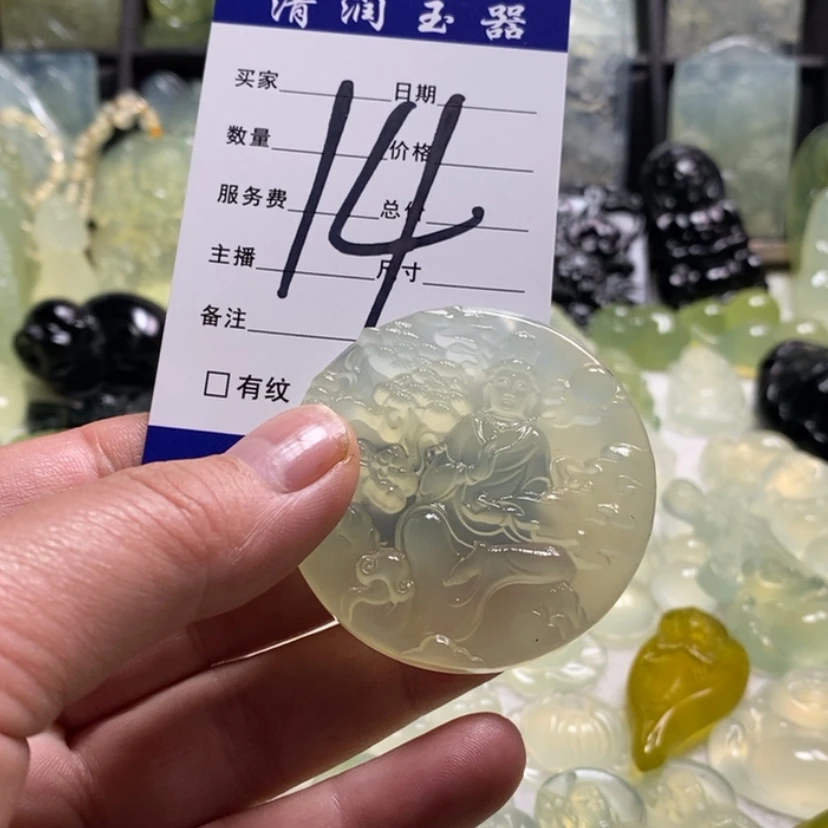 清润玉器
买家 日期
数量 价格
服务费 总价
主播 尺寸
备注
□有纹
14